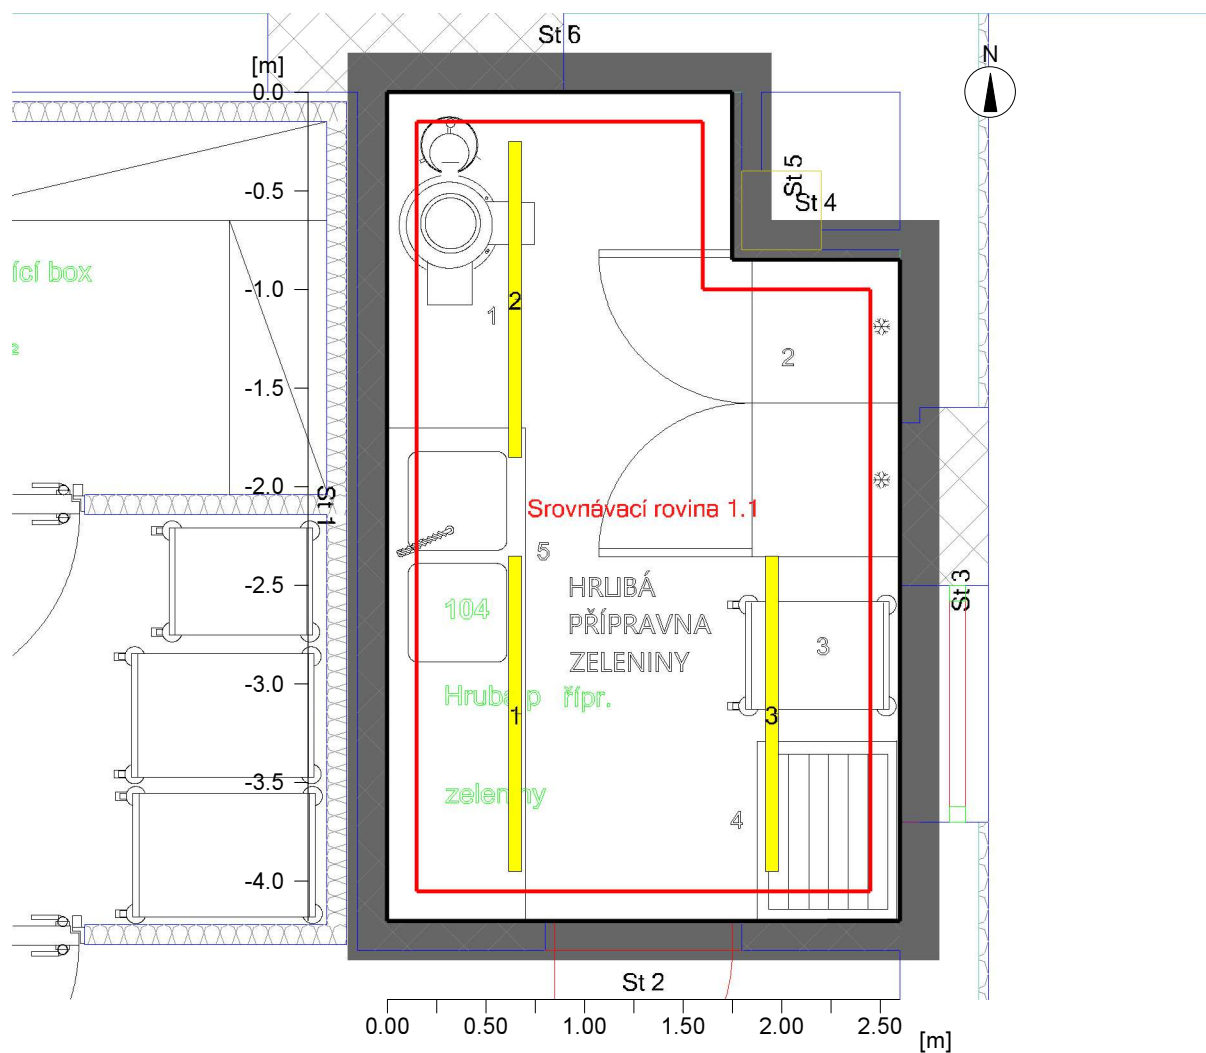 St 6
[m]
N
0.0
St 5
-0.5
St 4
ící box
-1.0
2
1
2
-1.5
-2.0
St 1
Srovnávací rovina 1.1
5
-2.5
HRUBÁ
St 3
104
PŘÍPRAVNA
3
ZELENINY
-3.0
Hrubá p řípr.
1
3
-3.5
zeleniny
4
-4.0
St 2
0.00 0.50 1.00 1.50 2.00 2.50
[m]